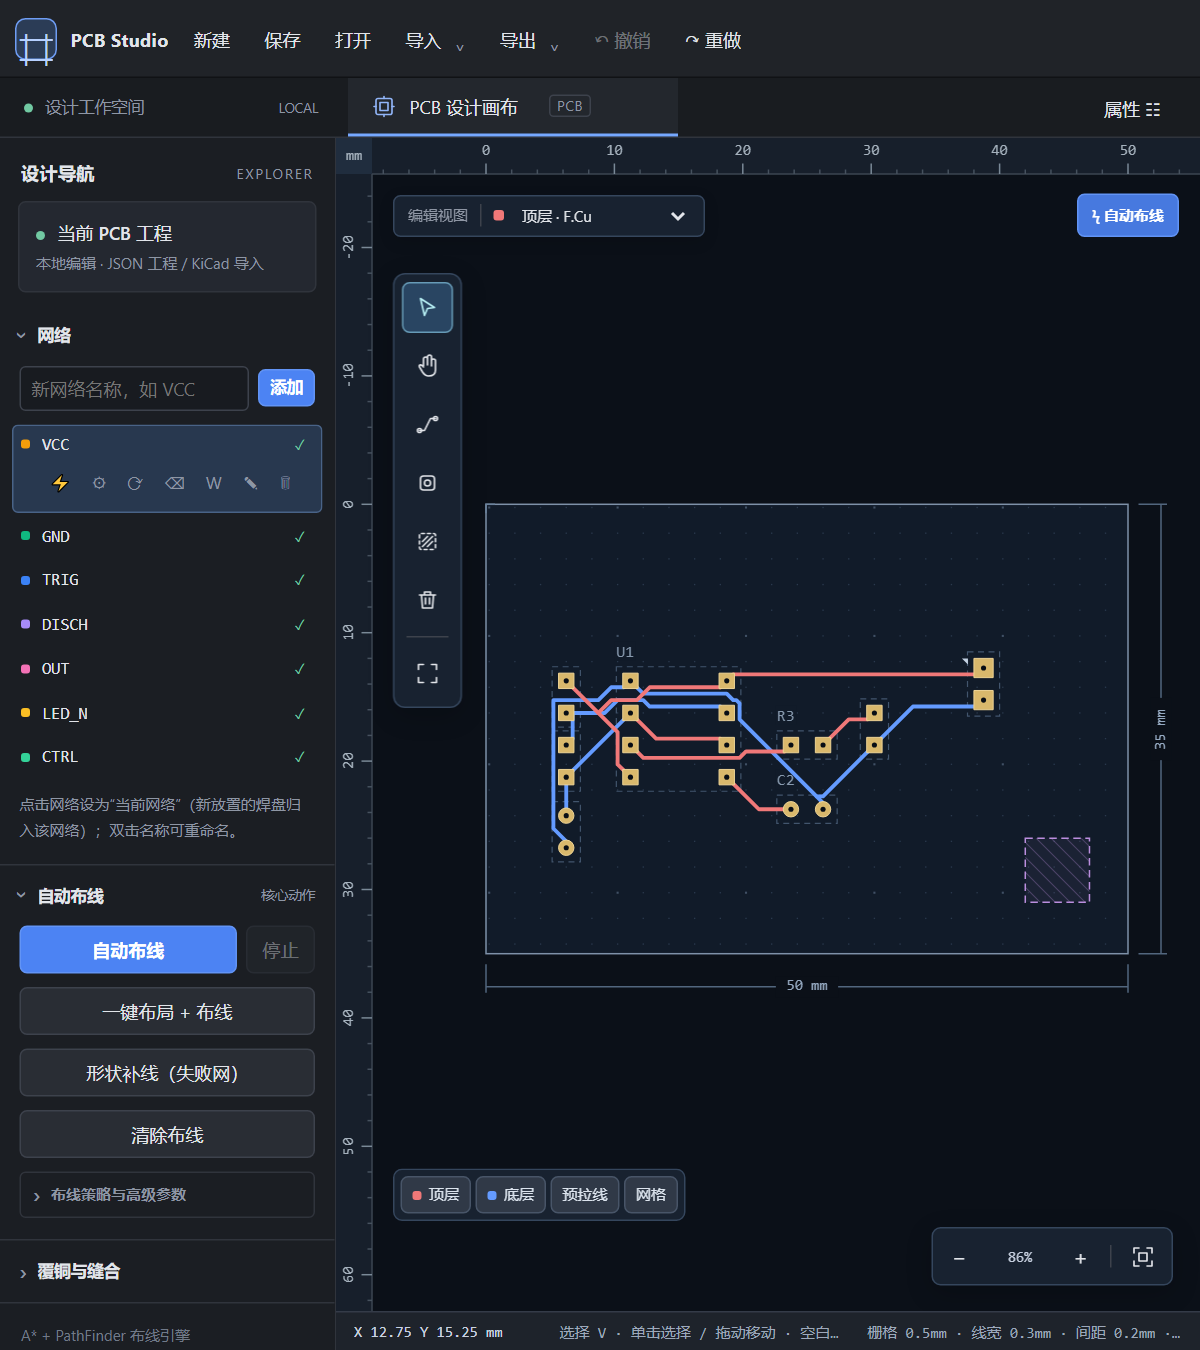 PCB Studio 新建 保存 打开 导入 导出 撤销 重做
设计工作空间 LOCAL PCB 设计画布 PCB 属性
设计导航 EXPLORER
当前 PCB 工程
本地编辑 · JSON 工程 / KiCad 导入
网络
新网络名称，如 VCC 添加
VCC
W
GND
TRIG
DISCH
OUT
LED_N
CTRL
点击网络设为“当前网络”（新放置的焊盘归
入该网络）；双击名称可重命名。
自动布线 核心动作
自动布线 停止
一键布局 + 布线
形状补线（失败网）
清除布线
布线策略与高级参数
覆铜与缝合
A* + PathFinder 布线引擎
mm 0 10 20 30 40 50
编辑视图 顶层 · F.Cu 自动布线
-20
-10
0
10
20
30
40
50
60
U1
R3
C2
35 mm
50 mm
顶层 底层 预拉线 网格
− 86% +
X 12.75 Y 15.25 mm 选择 V · 单击选择 / 拖动移动 · 空白… 栅格 0.5mm · 线宽 0.3mm · 间距 0.2mm ·…